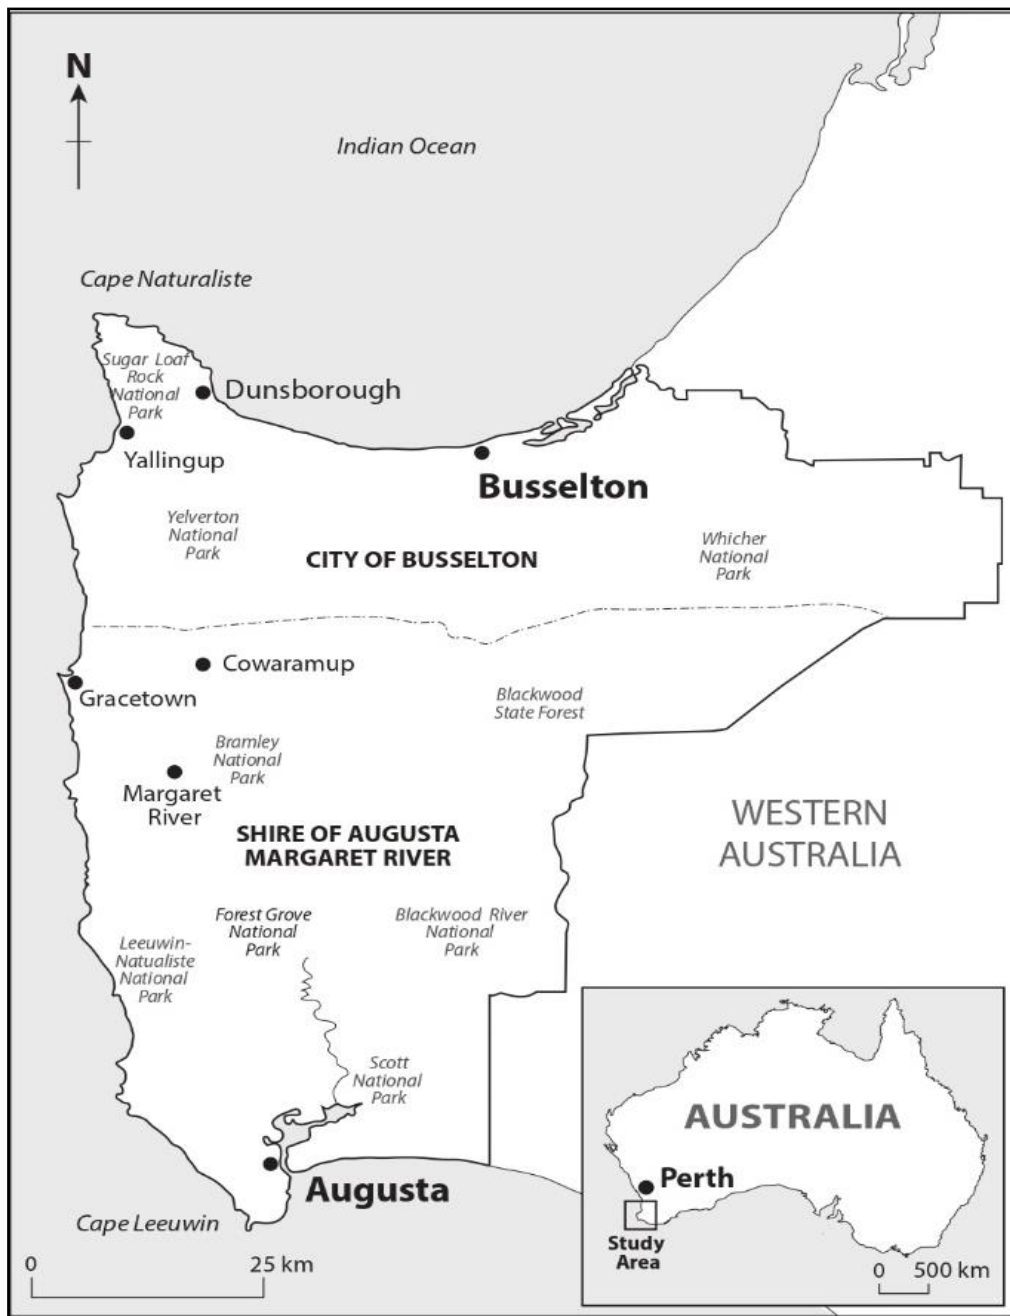 N
Indian Ocean
Cape Naturaliste
Sugar Loaf
Rock
National
Park
Dunsborough
Yallingup
Busselton
Yelverton
National
Park
CITY OF BUSSELTON
Whicher
National
Park
Cowaramup
Gracetown
Blackwood
State Forest
Bramley
National
Park
Margaret
River
WESTERN
AUSTRALIA
SHIRE OF AUGUSTA
MARGARET RIVER
Forest Grove
National
Park
Blackwood River
National
Park
Leeuwin-
Natualiste
National
Park
Scott
National
Park
Augusta
Cape Leeuwin
0 25 km
AUSTRALIA
Perth
Study
Area
0 500 km